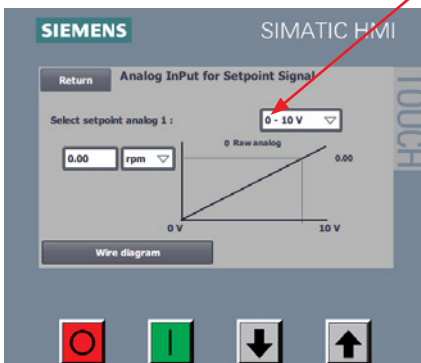 SIEMENS
SIMATIC HMI
TOUCH
Return
Analog InPut for Setpoint Signal
Select setpoint analog 1 :
0 - 10 V
0.00
rpm
0 Raw analog
0.00
0 V
10 V
Wire diagram